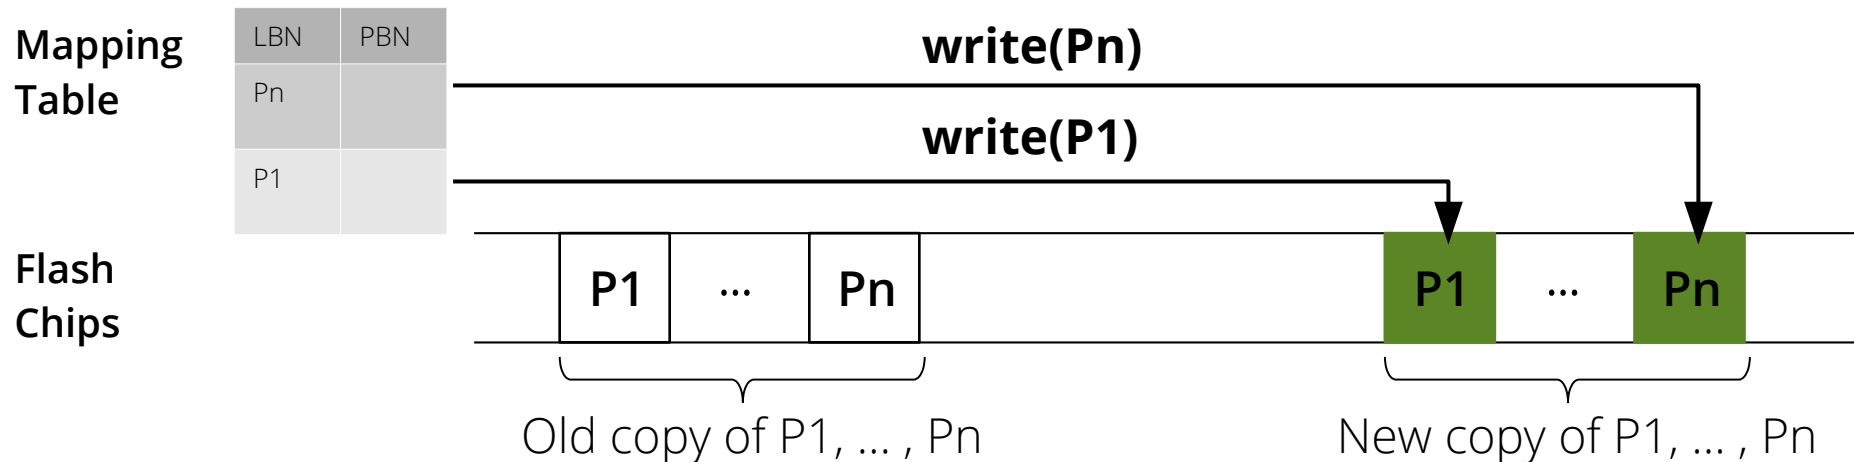 Mapping
Table
LBN PBN
Pn
P1
write(Pn)
write(P1)
Flash
Chips
P1 ... Pn
P1 ... Pn
Old copy of P1, ... , Pn
New copy of P1, ... , Pn